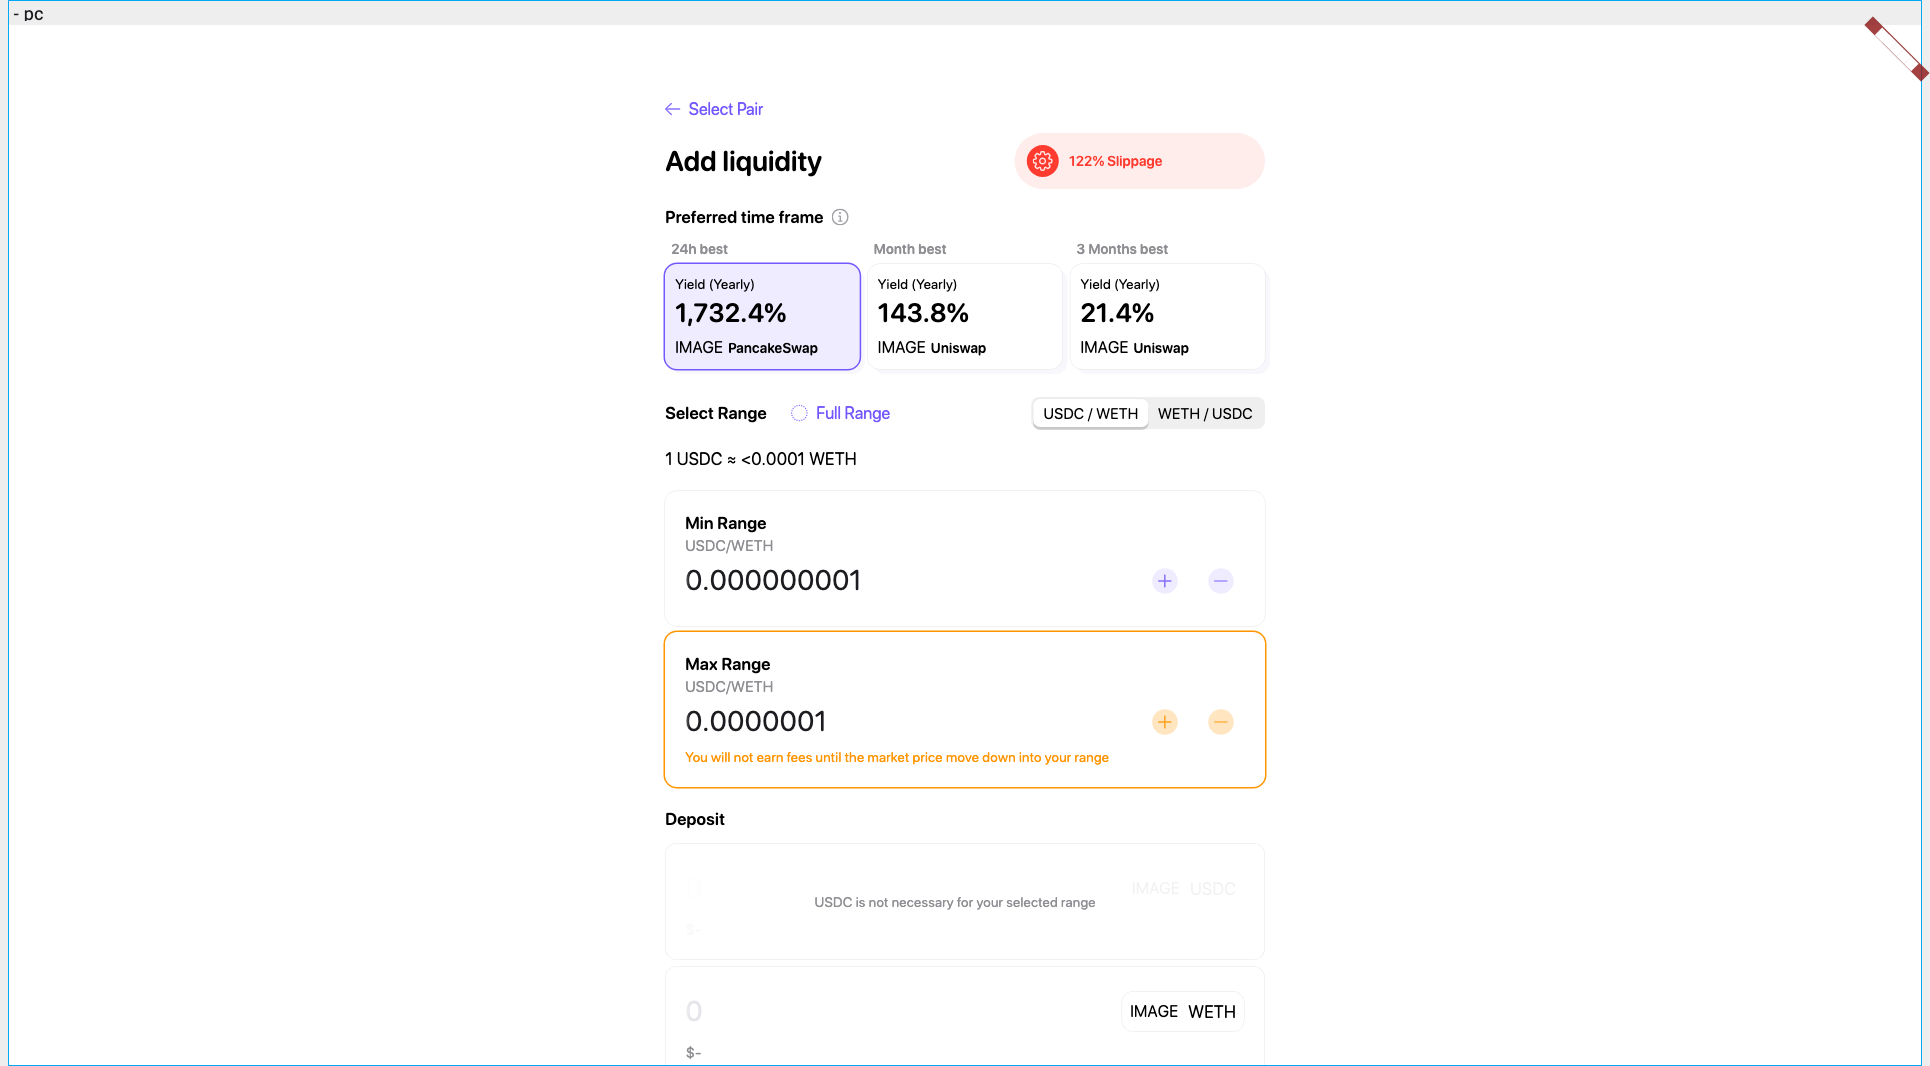 - pc
Select Pair
Add liquidity
122% Slippage
Preferred time frame
24h best
Month best
3 Months best
Yield (Yearly)
1,732.4%
IMAGE PancakeSwap
Yield (Yearly)
143.8%
IMAGE Uniswap
Yield (Yearly)
21.4%
IMAGE Uniswap
Select Range
Full Range
USDC / WETH
WETH / USDC
1 USDC ≈ <0.0001 WETH
Min Range
USDC/WETH
0.000000001
Max Range
USDC/WETH
0.0000001
You will not earn fees until the market price move down into your range
Deposit
0
IMAGE USDC
USDC is not necessary for your selected range
$-
0
IMAGE WETH
$-